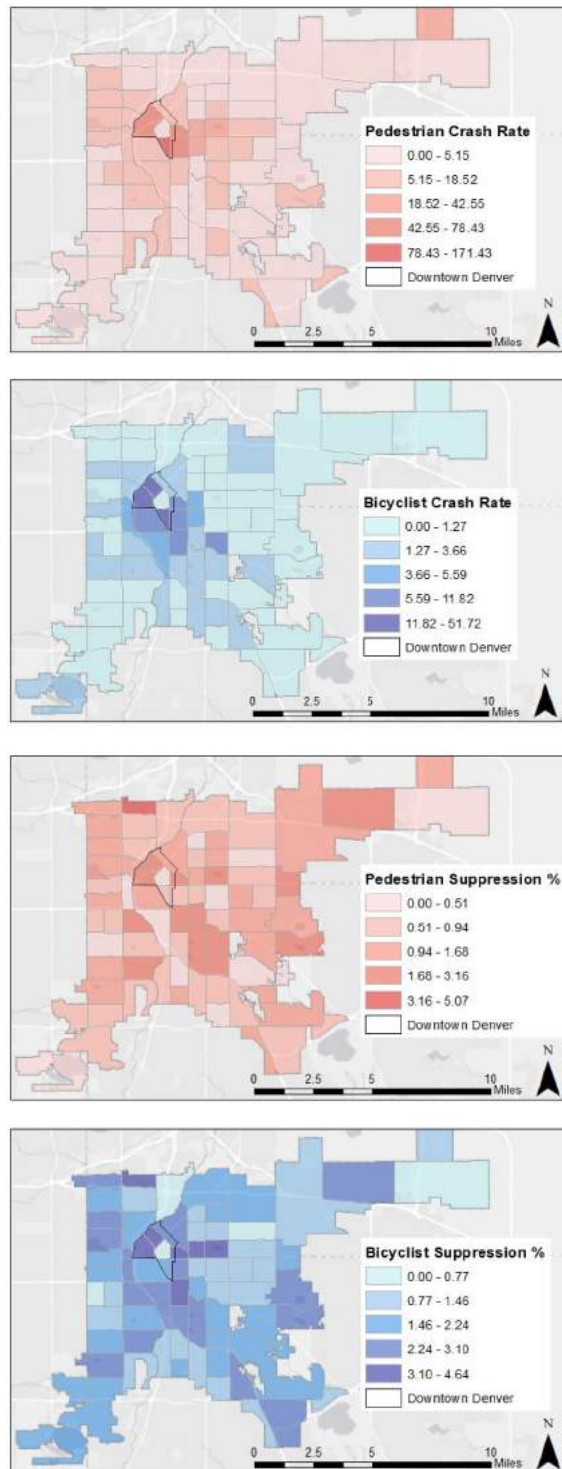 Pedestrian Crash Rate
0.00 - 5.15
5.15 - 18.52
18.52 - 42.55
42.55 - 78.43
78.43 - 171.43
Downtown Denver
N
0 2.5 5 10
Miles
Bicyclist Crash Rate
0.00 - 1.27
1.27 - 3.66
3.66 - 5.59
5.59 - 11.82
11.82 - 51.72
Downtown Denver
N
0 2.5 5 10
Miles
Pedestrian Suppression %
0.00 - 0.51
0.51 - 0.94
0.94 - 1.68
1.68 - 3.16
3.16 - 5.07
Downtown Denver
N
0 2.5 5 10
Miles
Bicyclist Suppression %
0.00 - 0.77
0.77 - 1.46
1.46 - 2.24
2.24 - 3.10
3.10 - 4.64
Downtown Denver
N
0 2.5 5 10
Miles